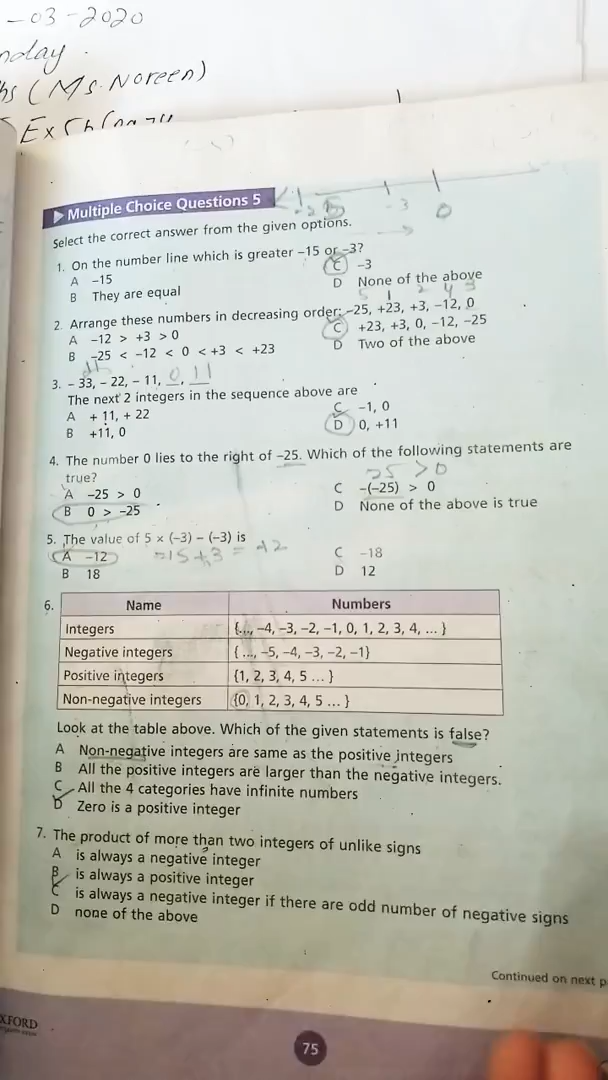 -03-2020
nday.
(Ms. Noreen)
Ex
Multiple Choice Questions 5
-3
0
Select the correct answer from the given options.
1. On the number line which is greater -15 or -3?
A -15
C -3
B They are equal
D None of the above
5 1 2 4 3
2. Arrange these numbers in decreasing order: -25, +23, +3, -12, 0
A -12 > +3 > 0
C +23, +3, 0, -12, -25
B -25 < -12 < 0 < +3 < +23
D Two of the above
3. - 33, - 22, - 11, 0, 11
The next 2 integers in the sequence above are
A + 11, + 22
C -1, 0
B +11, 0
D 0, +11
4. The number 0 lies to the right of -25. Which of the following statements are
true?
25 > 0
A -25 > 0
C -(-25) > 0
B 0 > -25
D None of the above is true
5. The value of 5 × (-3) - (-3) is
A -12
-15+3 = -12
C -18
B 18
D 12
6. Name Numbers
Integers {..., -4, -3, -2, -1, 0, 1, 2, 3, 4, ... }
Negative integers { ..., -5, -4, -3, -2, -1}
Positive integers {1, 2, 3, 4, 5 ... }
Non-negative integers {0, 1, 2, 3, 4, 5 ... }
Look at the table above. Which of the given statements is false?
A Non-negative integers are same as the positive integers
B All the positive integers are larger than the negative integers.
C All the 4 categories have infinite numbers
D Zero is a positive integer
7. The product of more than two integers of unlike signs
A is always a negative integer
B is always a positive integer
C is always a negative integer if there are odd number of negative signs
D none of the above
Continued on next p
XFORD
75